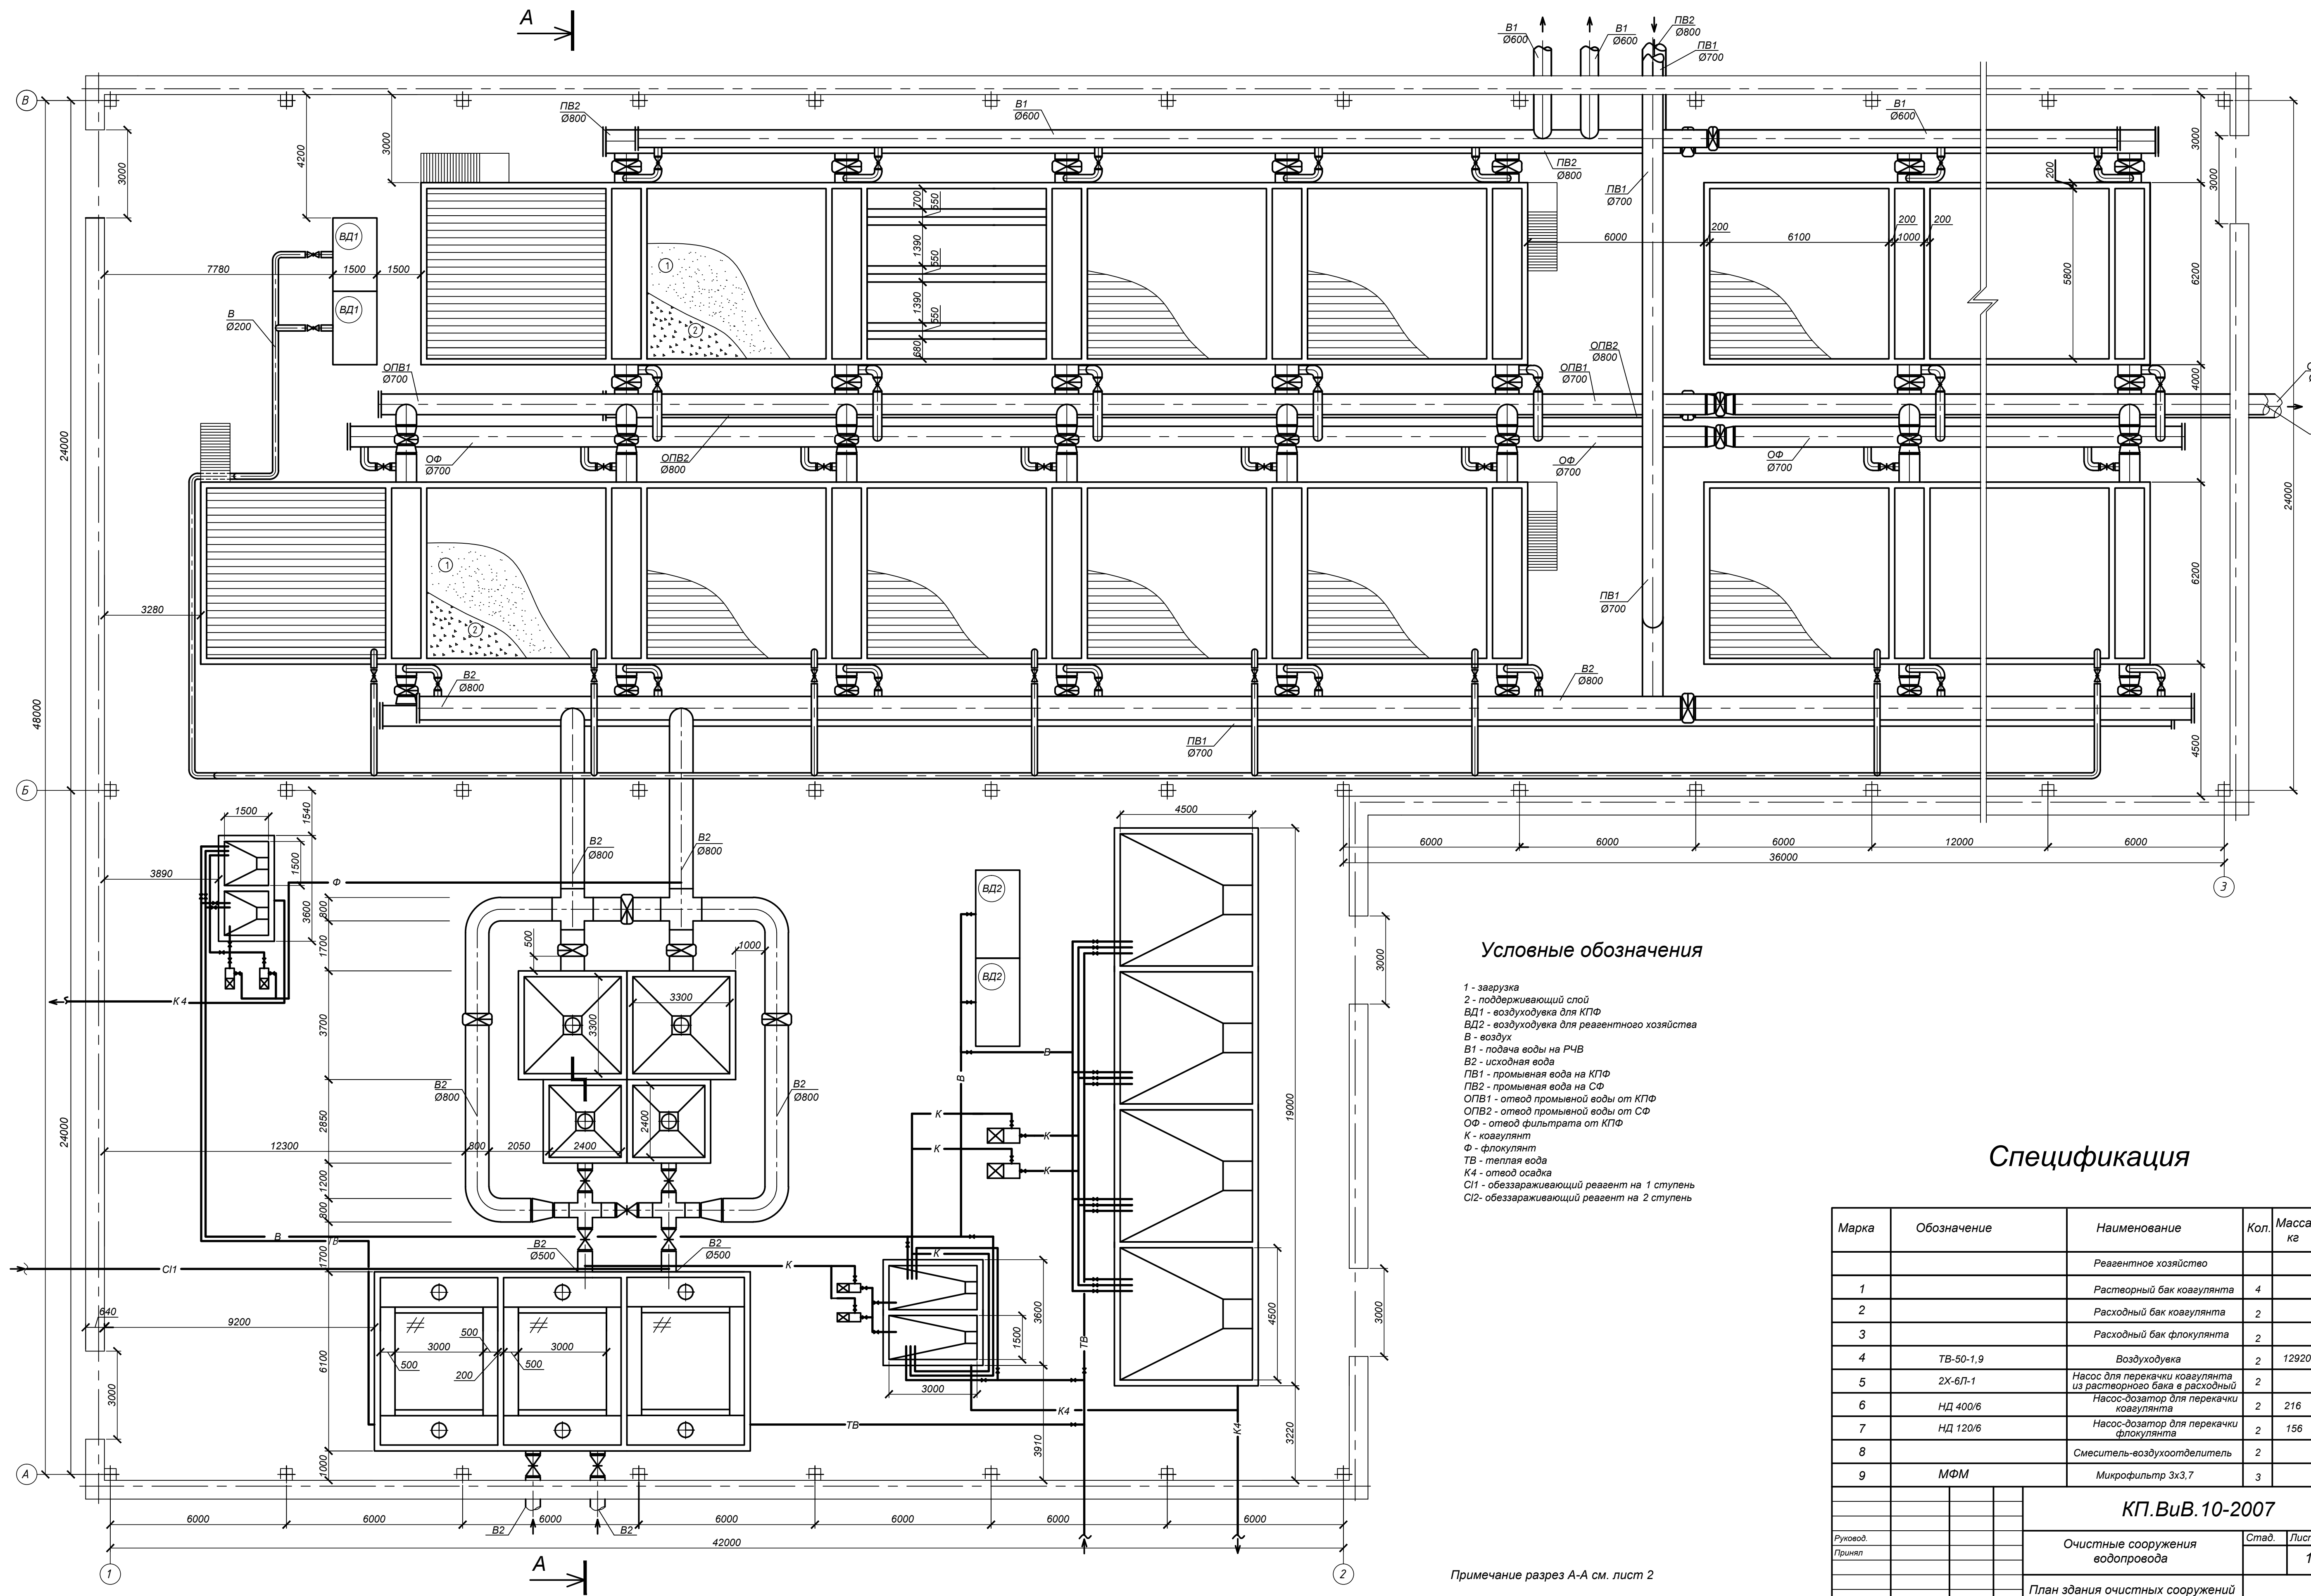 А
В1
Ø600
В1
Ø600
ПВ2
Ø800
ПВ1
Ø700
В
ПВ2
Ø800
В1
Ø600
В1
Ø600
3000
4200
3000
3000
3000
200
ПВ2
Ø800
ПВ1
Ø700
ВД1
ВД1
7780
1500
1500
В
Ø200
1
2
700
550
1390
550
1390
550
680
6000
200
6100
200
1000
200
5800
6200
ОПВ1
Ø700
ОПВ1
Ø700
ОПВ2
Ø800
4000
ОФ
Ø700
ОПВ2
Ø800
ОФ
Ø700
ОФ
Ø700
24000
24000
48000
3280
1
2
ПВ1
Ø700
6200
В2
Ø800
В2
Ø800
ПВ1
Ø700
4500
Б
1500
1540
1500
3600
3890
Ф
К4
В2
Ø800
В2
Ø800
4500
6000
6000
6000
12000
6000
36000
3
800
1700
500
1000
3700
3300
3300
2850
2400
В2
Ø800
В2
Ø800
12300
800
2050
2400
1200
800
1700
24000
ВД2
ВД2
В
В
К
К
К
К
19000
3000
В
ТВ
Cl1
В2
Ø500
В2
Ø500
К
К
640
9200
3000
500
500
200
3000
500
6100
3000
1000
3600
1500
3000
3910
ТВ
ТВ
К4
К4
4500
3220
3000
А
В2
В2
6000
6000
6000
6000
6000
6000
6000
42000
1
2
А
Условные обозначения
1 - загрузка
2 - поддерживающий слой
ВД1 - воздуходувка для КПФ
ВД2 - воздуходувка для реагентного хозяйства
В - воздух
В1 - подача воды на РЧВ
В2 - исходная вода
ПВ1 - промывная вода на КПФ
ПВ2 - промывная вода на СФ
ОПВ1 - отвод промывной воды от КПФ
ОПВ2 - отвод промывной воды от СФ
ОФ - отвод фильтрата от КПФ
К - коагулянт
Ф - флокулянт
ТВ - теплая вода
К4 - отвод осадка
Cl1 - обеззараживающий реагент на 1 ступень
Cl2- обеззараживающий реагент на 2 ступень
Примечание разрез А-А см. лист 2
Спецификация
Марка Обозначение Наименование Кол. Масса
кг
Реагентное хозяйство
1 Растворный бак коагулянта 4
2 Расходный бак коагулянта 2
3 Расходный бак флокулянта 2
4 ТВ-50-1,9 Воздуходувка 2 12920
5 2Х-6Л-1 Насос для перекачки коагулянта
из растворного бака в расходный 2
6 НД 400/6 Насос-дозатор для перекачки
коагулянта 2 216
7 НД 120/6 Насос-дозатор для перекачки
флокулянта 2 156
8 Смеситель-воздухоотделитель 2
9 МФМ Микрофильтр 3х3,7 3
КП.ВиВ.10-2007
Руковод.
Принял
Очистные сооружения
водопровода
Стад.
1
План здания очистных сооружений